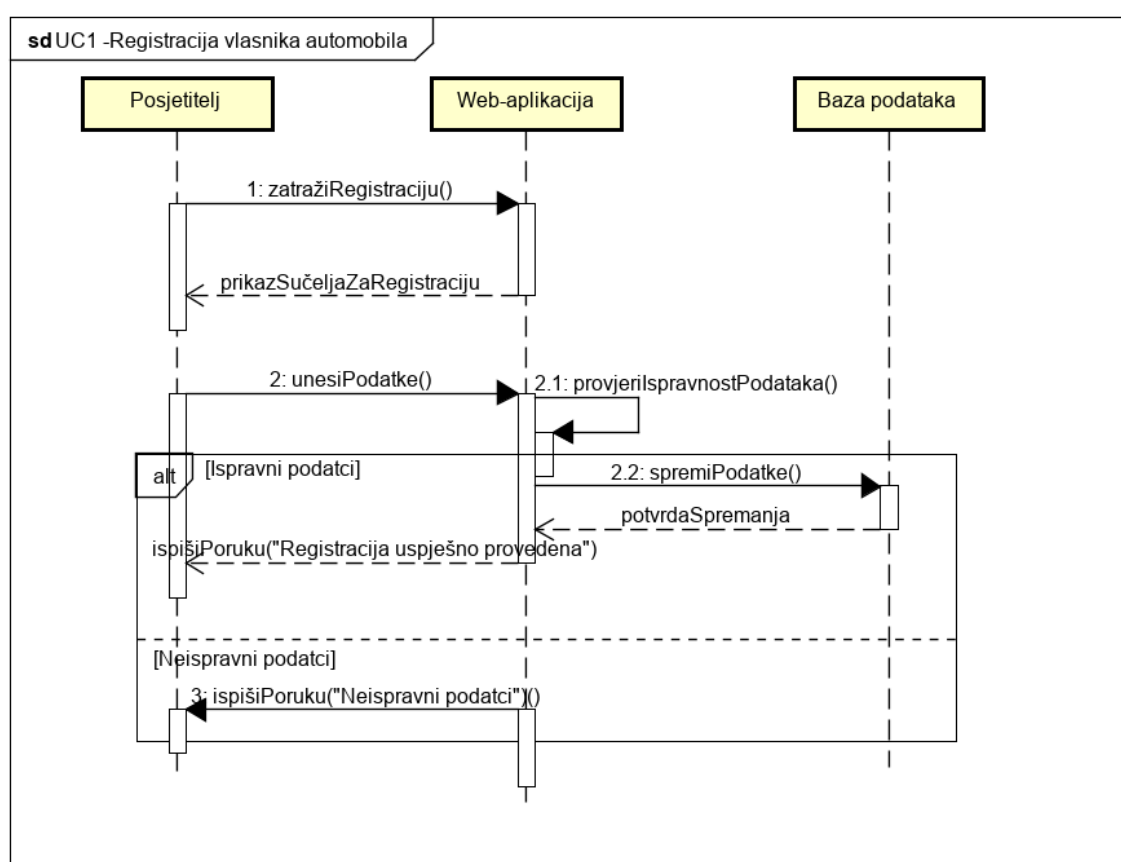 sd UC1 -Registracija vlasnika automobila
Posjetitelj
Web-aplikacija
Baza podataka
1: zatražiRegistraciju()
prikazSučeljaZaRegistraciju
2: unesiPodatke()
2.1: provjeriIspravnostPodataka()
alt
[Ispravni podatci]
2.2: spremiPodatke()
potvrdaSpremanja
ispišiPoruku("Registracija uspješno provedena")
[Neispravni podatci]
3: ispišiPoruku("Neispravni podatci")()